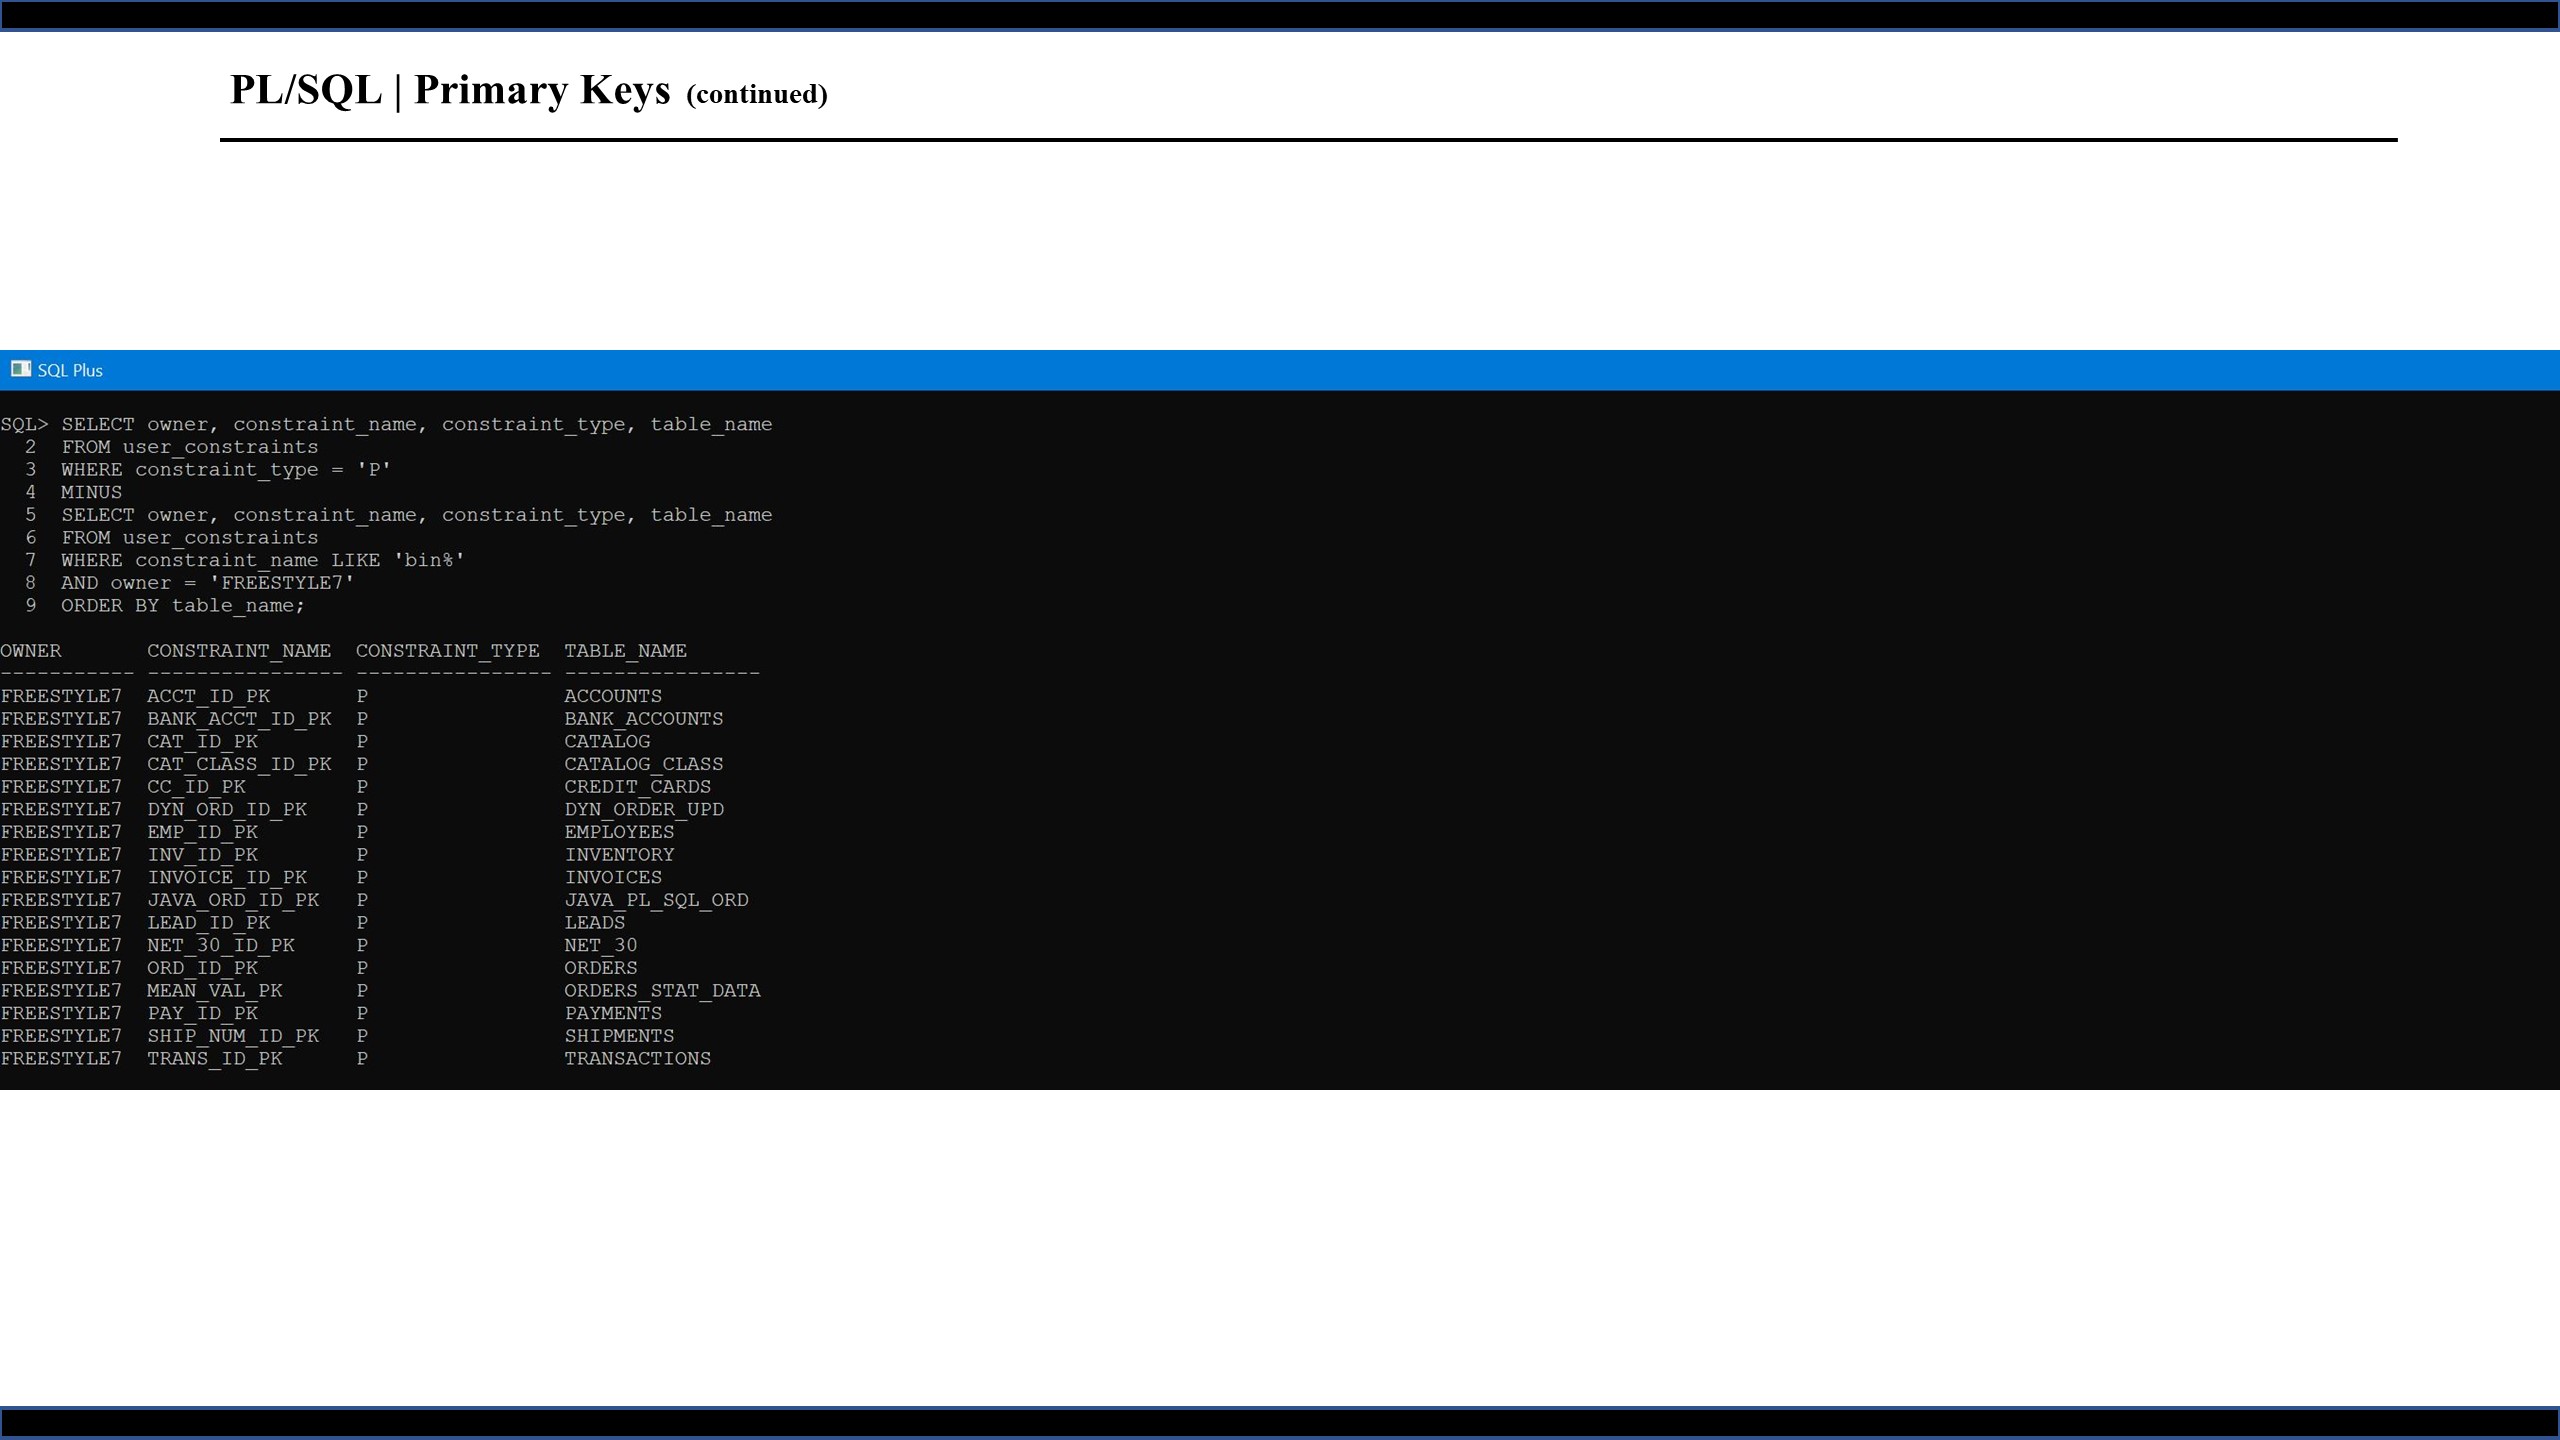 PL/SQL | Primary Keys (continued)
SQL Plus
SQL> SELECT owner, constraint_name, constraint_type, table_name
  2  FROM user_constraints
  3  WHERE constraint_type = 'P'
  4  MINUS
  5  SELECT owner, constraint_name, constraint_type, table_name
  6  FROM user_constraints
  7  WHERE constraint_name LIKE 'bin%'
  8  AND owner = 'FREESTYLE7'
  9  ORDER BY table_name;
OWNER       CONSTRAINT_NAME  CONSTRAINT_TYPE  TABLE_NAME
----------- ---------------- ---------------- ----------------
FREESTYLE7  ACCT_ID_PK       P                ACCOUNTS
FREESTYLE7  BANK_ACCT_ID_PK  P                BANK_ACCOUNTS
FREESTYLE7  CAT_ID_PK        P                CATALOG
FREESTYLE7  CAT_CLASS_ID_PK  P                CATALOG_CLASS
FREESTYLE7  CC_ID_PK         P                CREDIT_CARDS
FREESTYLE7  DYN_ORD_ID_PK    P                DYN_ORDER_UPD
FREESTYLE7  EMP_ID_PK        P                EMPLOYEES
FREESTYLE7  INV_ID_PK        P                INVENTORY
FREESTYLE7  INVOICE_ID_PK    P                INVOICES
FREESTYLE7  JAVA_ORD_ID_PK   P                JAVA_PL_SQL_ORD
FREESTYLE7  LEAD_ID_PK       P                LEADS
FREESTYLE7  NET_30_ID_PK     P                NET_30
FREESTYLE7  ORD_ID_PK        P                ORDERS
FREESTYLE7  MEAN_VAL_PK      P                ORDERS_STAT_DATA
FREESTYLE7  PAY_ID_PK        P                PAYMENTS
FREESTYLE7  SHIP_NUM_ID_PK   P                SHIPMENTS
FREESTYLE7  TRANS_ID_PK      P                TRANSACTIONS